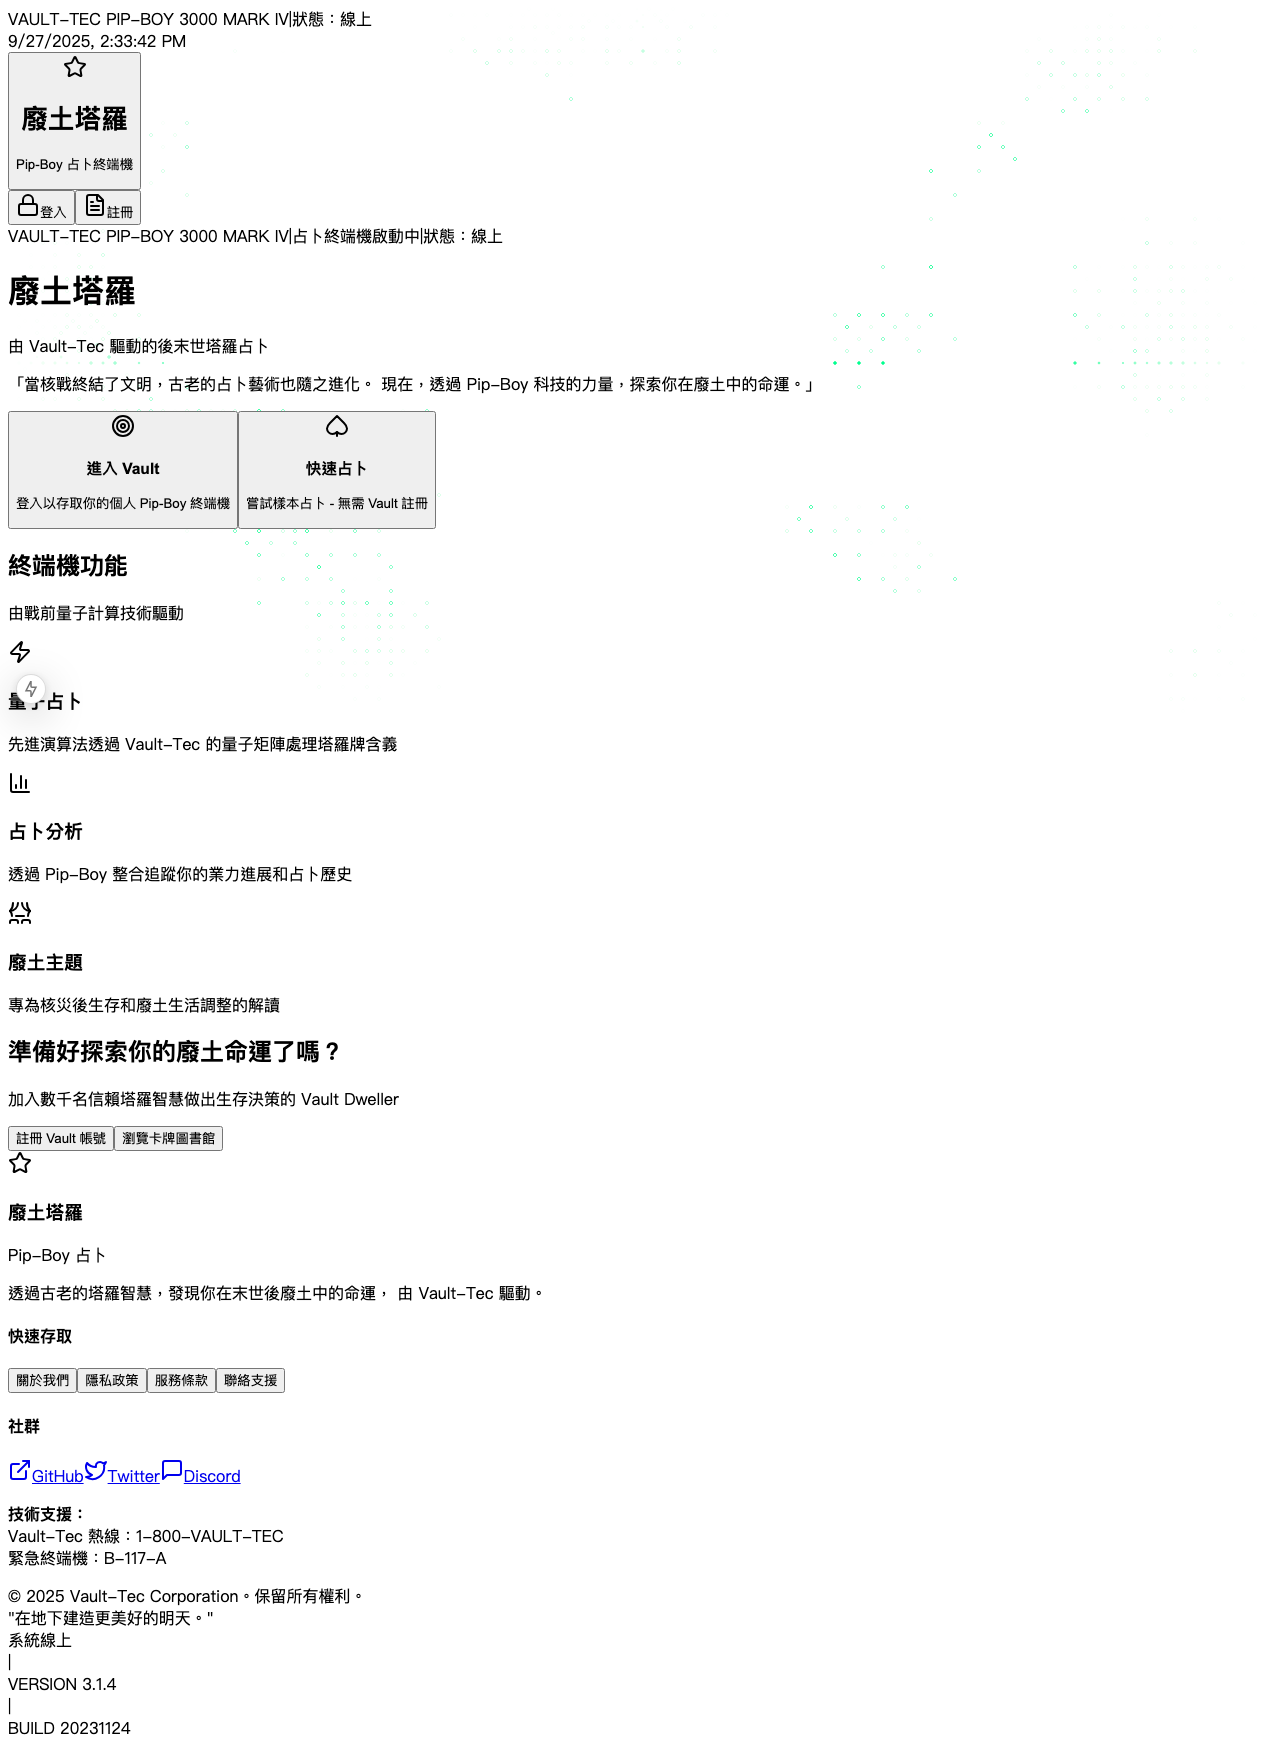 VAULT-TEC PIP-BOY 3000 MARK IV|狀態：線上
9/27/2025, 2:33:42 PM
廢土塔羅
Pip-Boy 占卜終端機
登入 註冊
VAULT-TEC PIP-BOY 3000 MARK IV|占卜終端機啟動中|狀態：線上
廢土塔羅
由 Vault-Tec 驅動的後末世塔羅占卜
「當核戰終結了文明，古老的占卜藝術也隨之進化。 現在，透過 Pip-Boy 科技的力量，探索你在廢土中的命運。」
進入 Vault
登入以存取你的個人 Pip-Boy 終端機
快速占卜
嘗試樣本占卜 - 無需 Vault 註冊
終端機功能
由戰前量子計算技術驅動
量子占卜
先進演算法透過 Vault-Tec 的量子矩陣處理塔羅牌含義
占卜分析
透過 Pip-Boy 整合追蹤你的業力進展和占卜歷史
廢土主題
專為核災後生存和廢土生活調整的解讀
準備好探索你的廢土命運了嗎？
加入數千名信賴塔羅智慧做出生存決策的 Vault Dweller
註冊 Vault 帳號 瀏覽卡牌圖書館
廢土塔羅
Pip-Boy 占卜
透過古老的塔羅智慧，發現你在末世後廢土中的命運， 由 Vault-Tec 驅動。
快速存取
關於我們 隱私政策 服務條款 聯絡支援
社群
GitHub Twitter Discord
技術支援：
Vault-Tec 熱線：1-800-VAULT-TEC
緊急終端機：B-117-A
© 2025 Vault-Tec Corporation。保留所有權利。
"在地下建造更美好的明天。"
系統線上
|
VERSION 3.1.4
|
BUILD 20231124